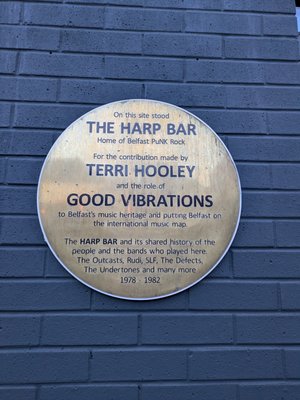 On this site stood
THE HARP BAR
Home of Belfast PuNK Rock
For the contribution made by
TERRI HOOLEY
and the role of
GOOD VIBRATIONS
to Belfast's music heritage and putting Belfast on
the international music map.
The HARP BAR and its shared history of the
people and the bands who played here.
The Outcasts, Rudi, SLF, The Defects,
The Undertones and many more
1978 - 1982